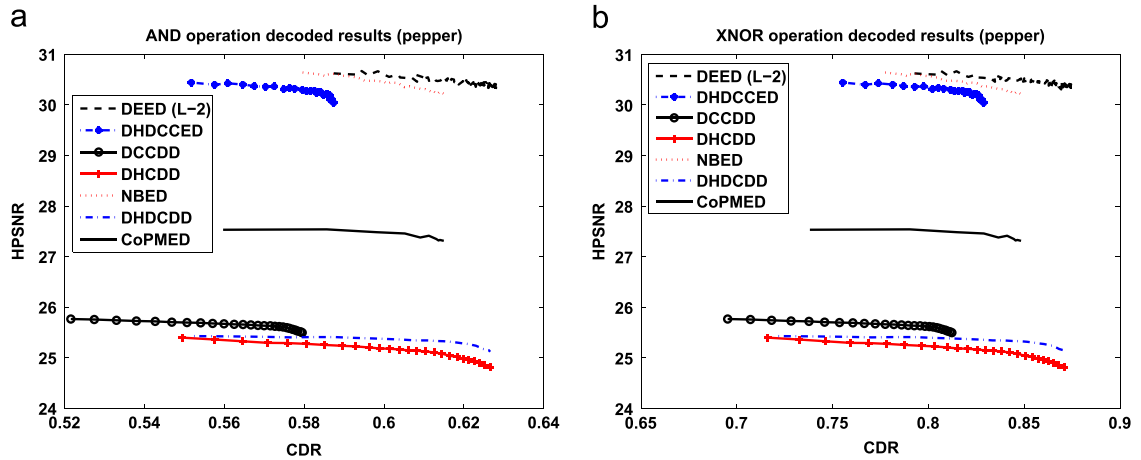 a
AND operation decoded results (pepper)
31
30
29
28
27
26
25
24
HPSNR
DEED (L−2)
DHDCCED
DCCDD
DHCDD
NBED
DHDCDD
CoPMED
0.52
0.54
0.56
0.58
0.6
0.62
0.64
CDR
b
XNOR operation decoded results (pepper)
31
30
29
28
27
26
25
24
HPSNR
DEED (L−2)
DHDCCED
DCCDD
DHCDD
NBED
DHDCDD
CoPMED
0.65
0.7
0.75
0.8
0.85
0.9
CDR